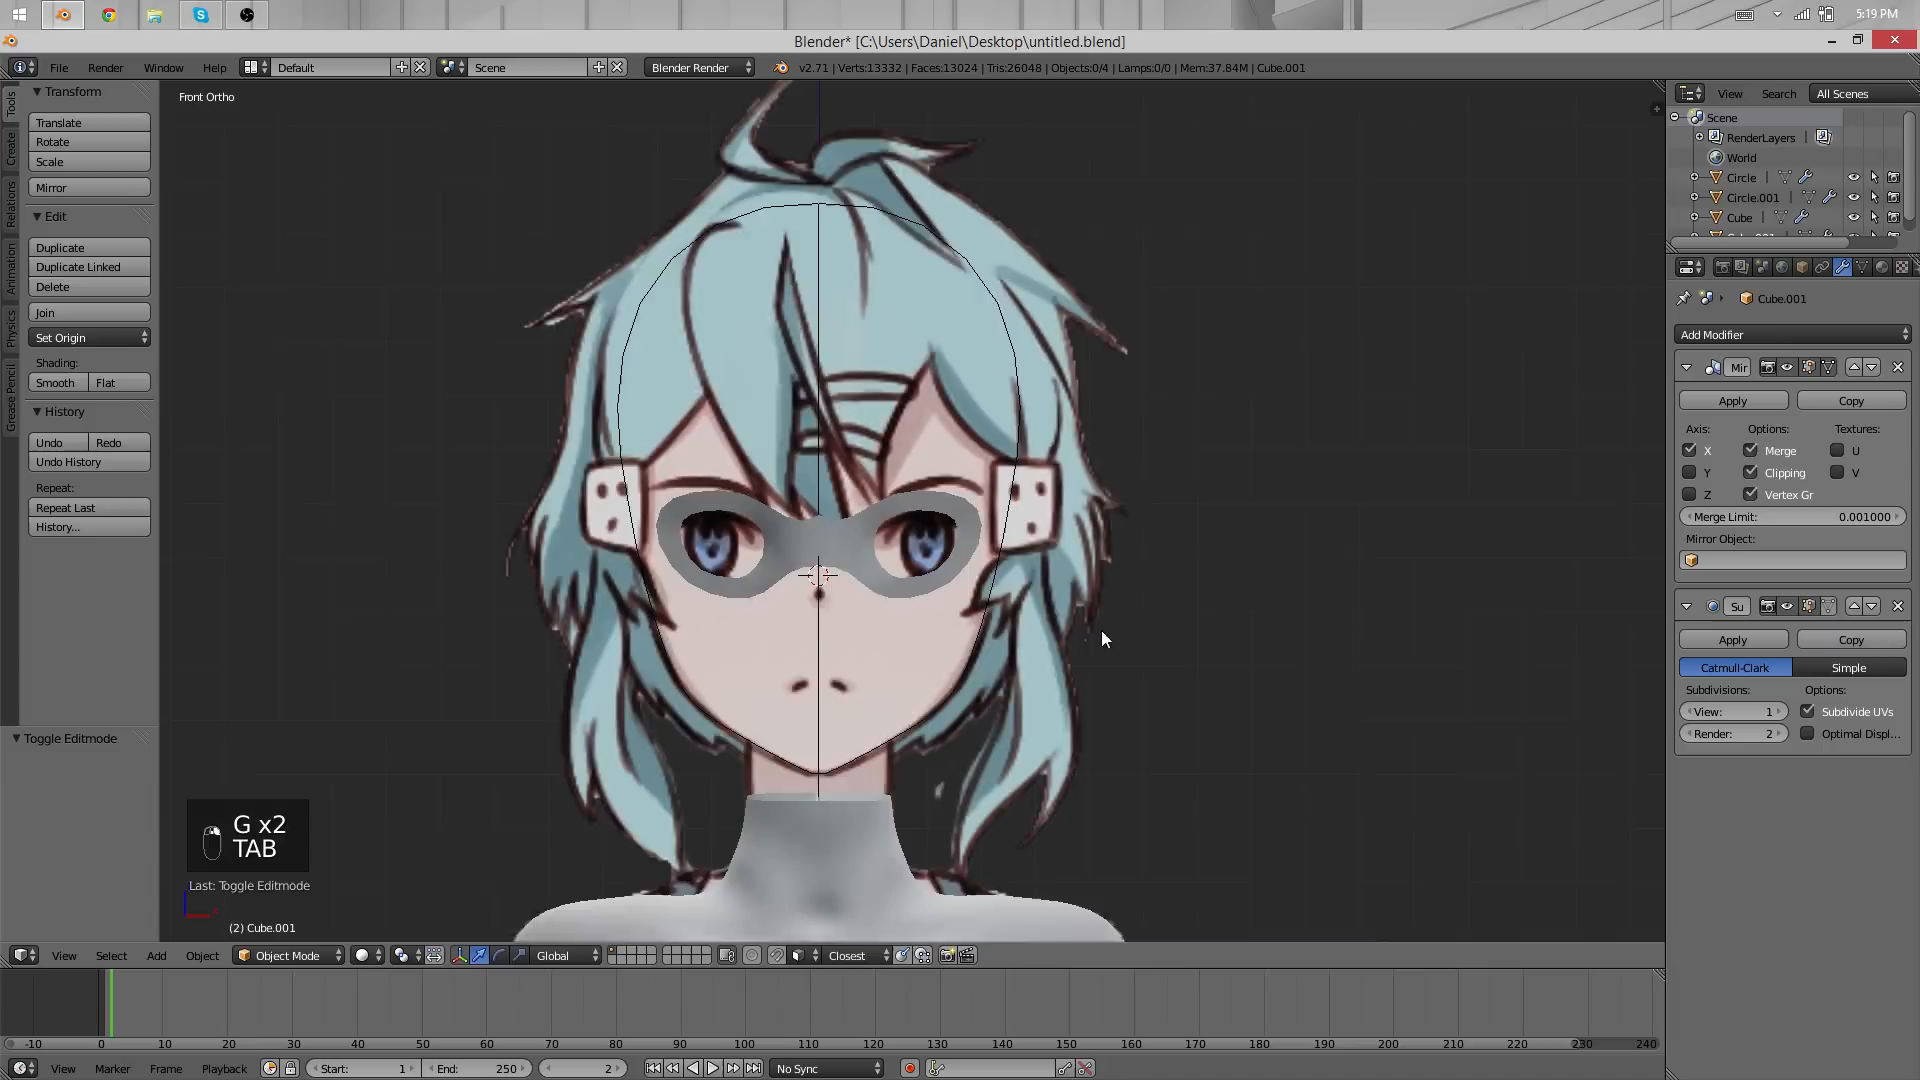 5:19 PM
Blender* [C:\Users\Daniel\Desktop\untitled.blend]
File Render Window Help Default Scene Blender Render v2.71 | Verts:13332 | Faces:13024 | Tris:26048 | Objects:0/4 | Lamps:0/0 | Mem:37.84M | Cube.001
Tools
Create
Relations
Animation
Physics
Grease Pencil
Transform
Translate
Rotate
Scale
Mirror
Edit
Duplicate
Duplicate Linked
Delete
Join
Set Origin
Shading:
Smooth Flat
History
Undo Redo
Undo History
Repeat:
Repeat Last
History...
Toggle Editmode
Front Ortho
G x2
TAB
Last: Toggle Editmode
(2) Cube.001
View Search All Scenes
Scene
RenderLayers |
World
Circle |
Circle.001 |
Cube |
Cube.001
Add Modifier
Mir
Apply Copy
Axis: Options: Textures:
X Merge U
Y Clipping V
Z Vertex Gr
Merge Limit: 0.001000
Mirror Object:
Su
Apply Copy
Catmull-Clark Simple
Subdivisions: Options:
View: 1 Subdivide UVs
Render: 2 Optimal Displ...
View Select Add Object Object Mode Global Closest
-10 0 10 20 30 40 50 60 70 80 90 100 110 120 130 140 150 160 170 180 190 200 210 220 230 240
View Marker Frame Playback Start: 1 End: 250 2 No Sync